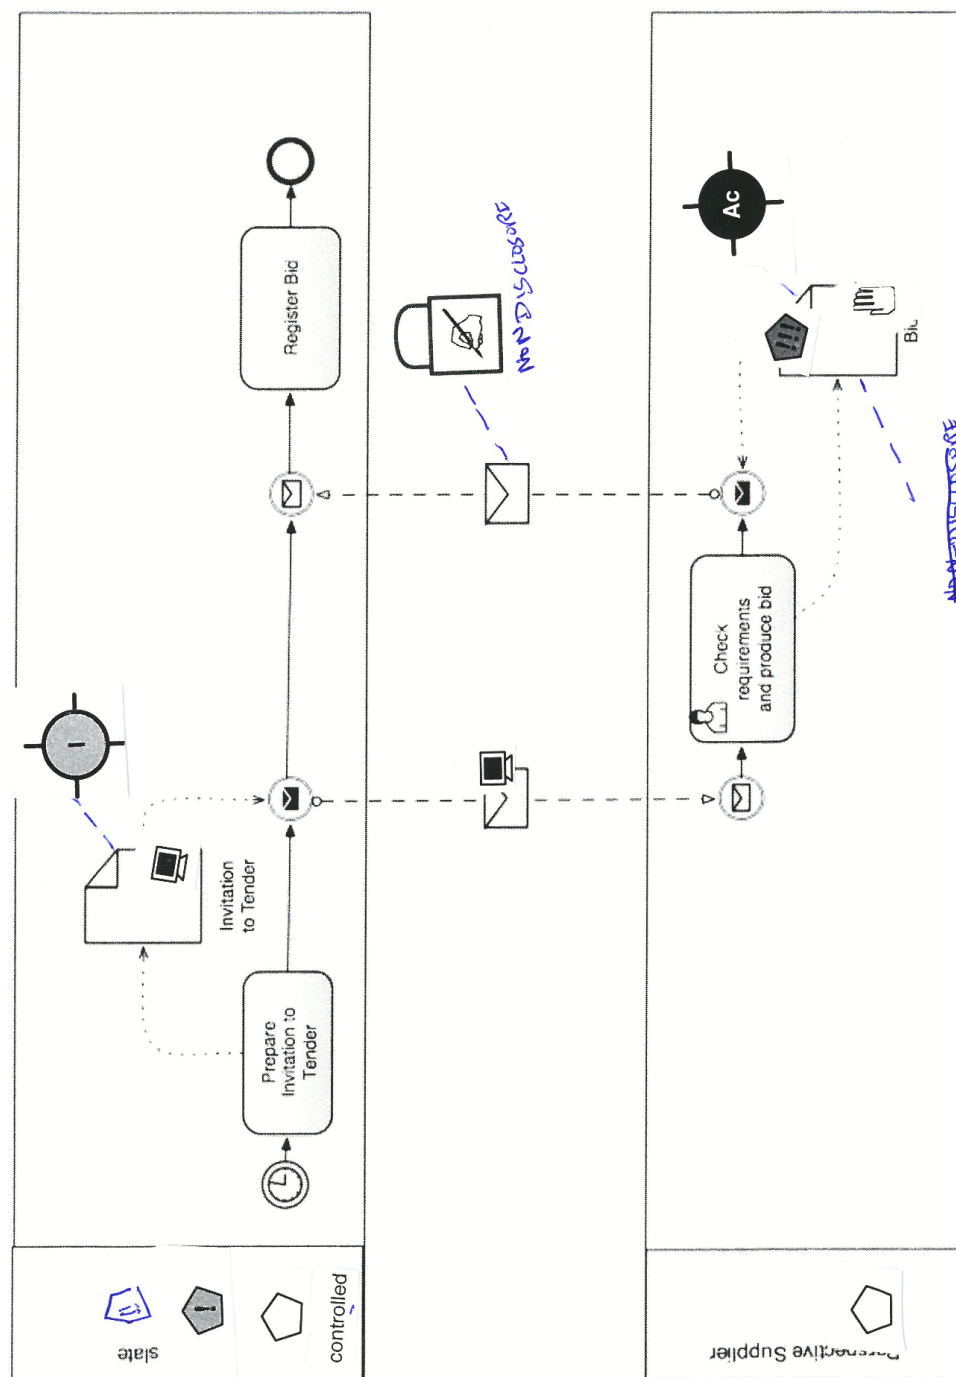 slate
!!
!
controlled
Prepare
Invitation to
Tender
Invitation
to Tender
I
Register Bid
NON DISCLOSURE
Supplier
Check
requirements
and produce bid
!!!
Ac